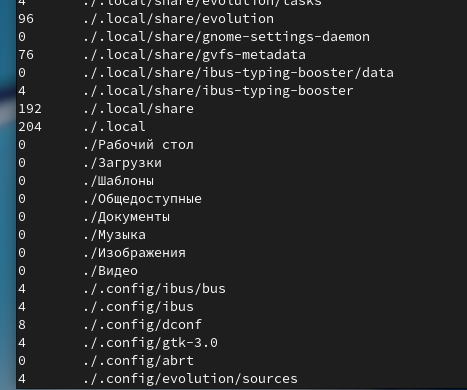 4 ./.local/share/evolution/tasks
96 ./.local/share/evolution
0 ./.local/share/gnome-settings-daemon
76 ./.local/share/gvfs-metadata
0 ./.local/share/ibus-typing-booster/data
4 ./.local/share/ibus-typing-booster
192 ./.local/share
204 ./.local
0 ./Рабочий стол
0 ./Загрузки
0 ./Шаблоны
0 ./Общедоступные
0 ./Документы
0 ./Музыка
0 ./Изображения
0 ./Видео
4 ./.config/ibus/bus
4 ./.config/ibus
8 ./.config/dconf
4 ./.config/gtk-3.0
0 ./.config/abrt
4 ./.config/evolution/sources